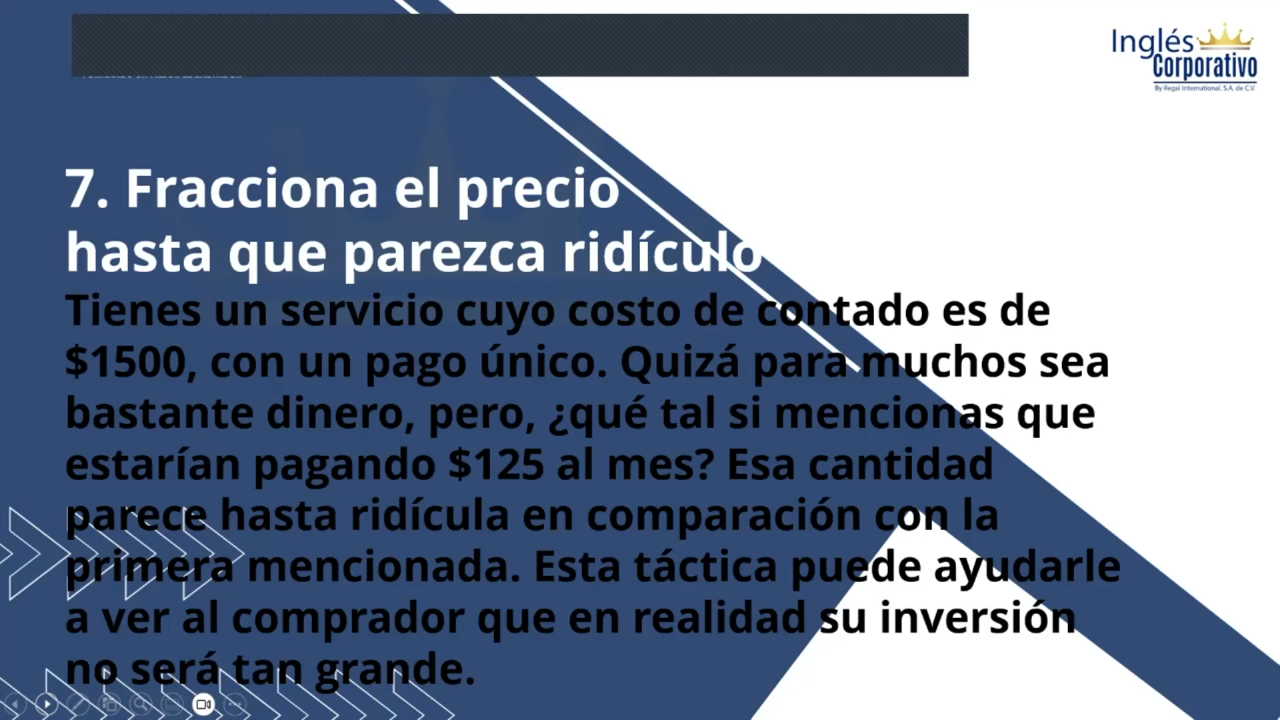 Inglés
Corporativo
By Regal International, S.A. de C.V.
7. Fracciona el precio
hasta que parezca ridículo
Tienes un servicio cuyo costo de contado es de
$1500, con un pago único. Quizá para muchos sea
bastante dinero, pero, ¿qué tal si mencionas que
estarían pagando $125 al mes? Esa cantidad
parece hasta ridícula en comparación con la
primera mencionada. Esta táctica puede ayudarle
a ver al comprador que en realidad su inversión
no será tan grande.